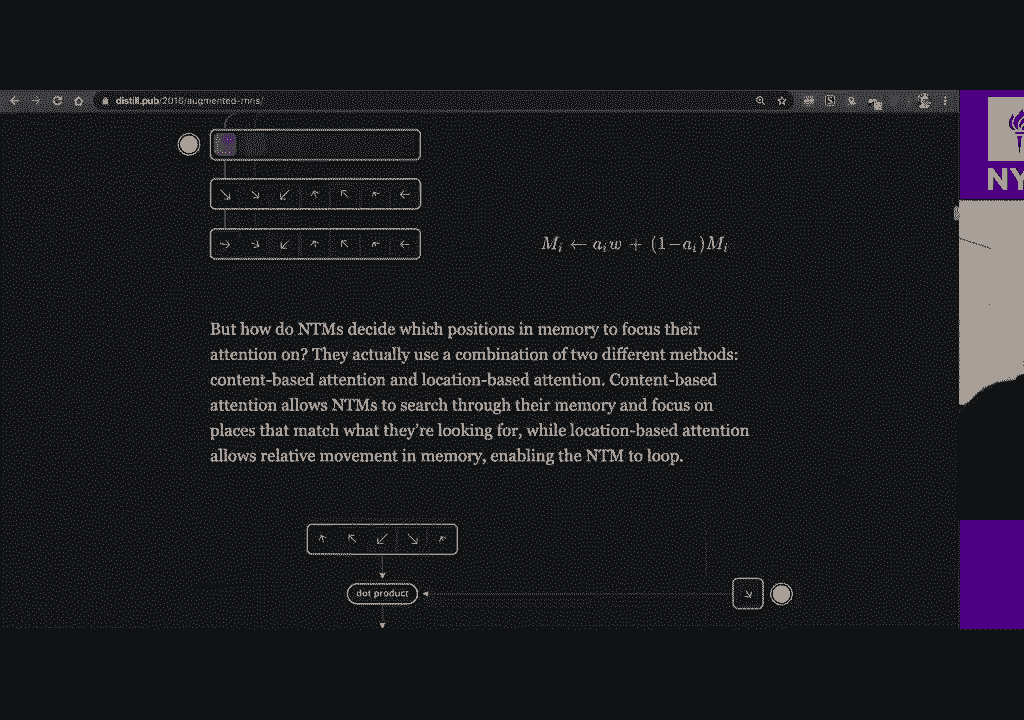 distill.pub/2016/augmented-rnns/
NY
M_i ← a_i w + (1−a_i)M_i
But how do NTMs decide which positions in memory to focus their
attention on? They actually use a combination of two different methods:
content-based attention and location-based attention. Content-based
attention allows NTMs to search through their memory and focus on
places that match what they're looking for, while location-based attention
allows relative movement in memory, enabling the NTM to loop.
dot product